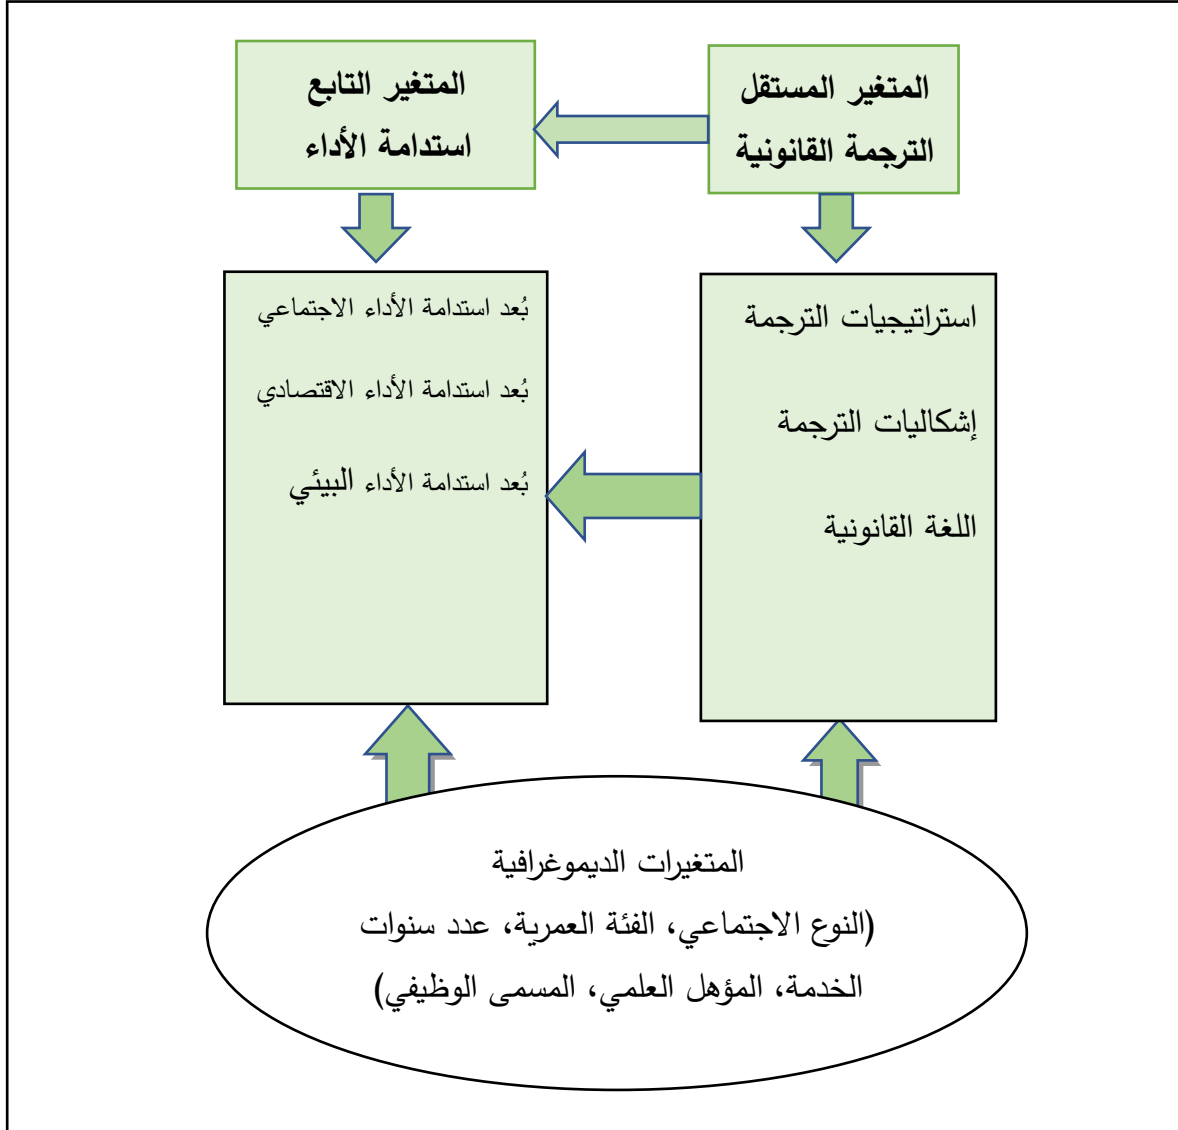 المتغير المستقل
الترجمة القانونية
المتغير التابع
استدامة الأداء
استراتيجيات الترجمة
إشكاليات الترجمة
اللغة القانونية
بُعد استدامة الأداء الاجتماعي
بُعد استدامة الأداء الاقتصادي
بُعد استدامة الأداء البيئي
المتغيرات الديموغرافية
(النوع الاجتماعي، الفئة العمرية، عدد سنوات
الخدمة، المؤهل العلمي، المسمى الوظيفي)